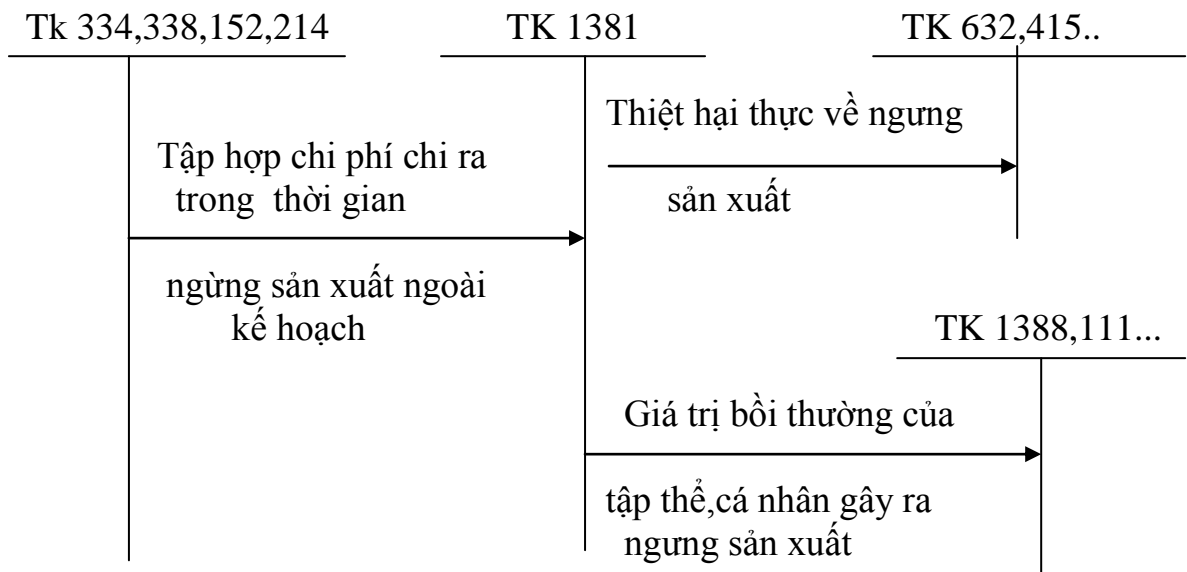 Tk 334,338,152,214 TK 1381 TK 632,415..
Thiệt hại thực về ngưng
sản xuất
Tập hợp chi phí chi ra
trong thời gian
ngừng sản xuất ngoài
kế hoạch
TK 1388,111...
Giá trị bồi thường của
tập thể,cá nhân gây ra
ngưng sản xuất